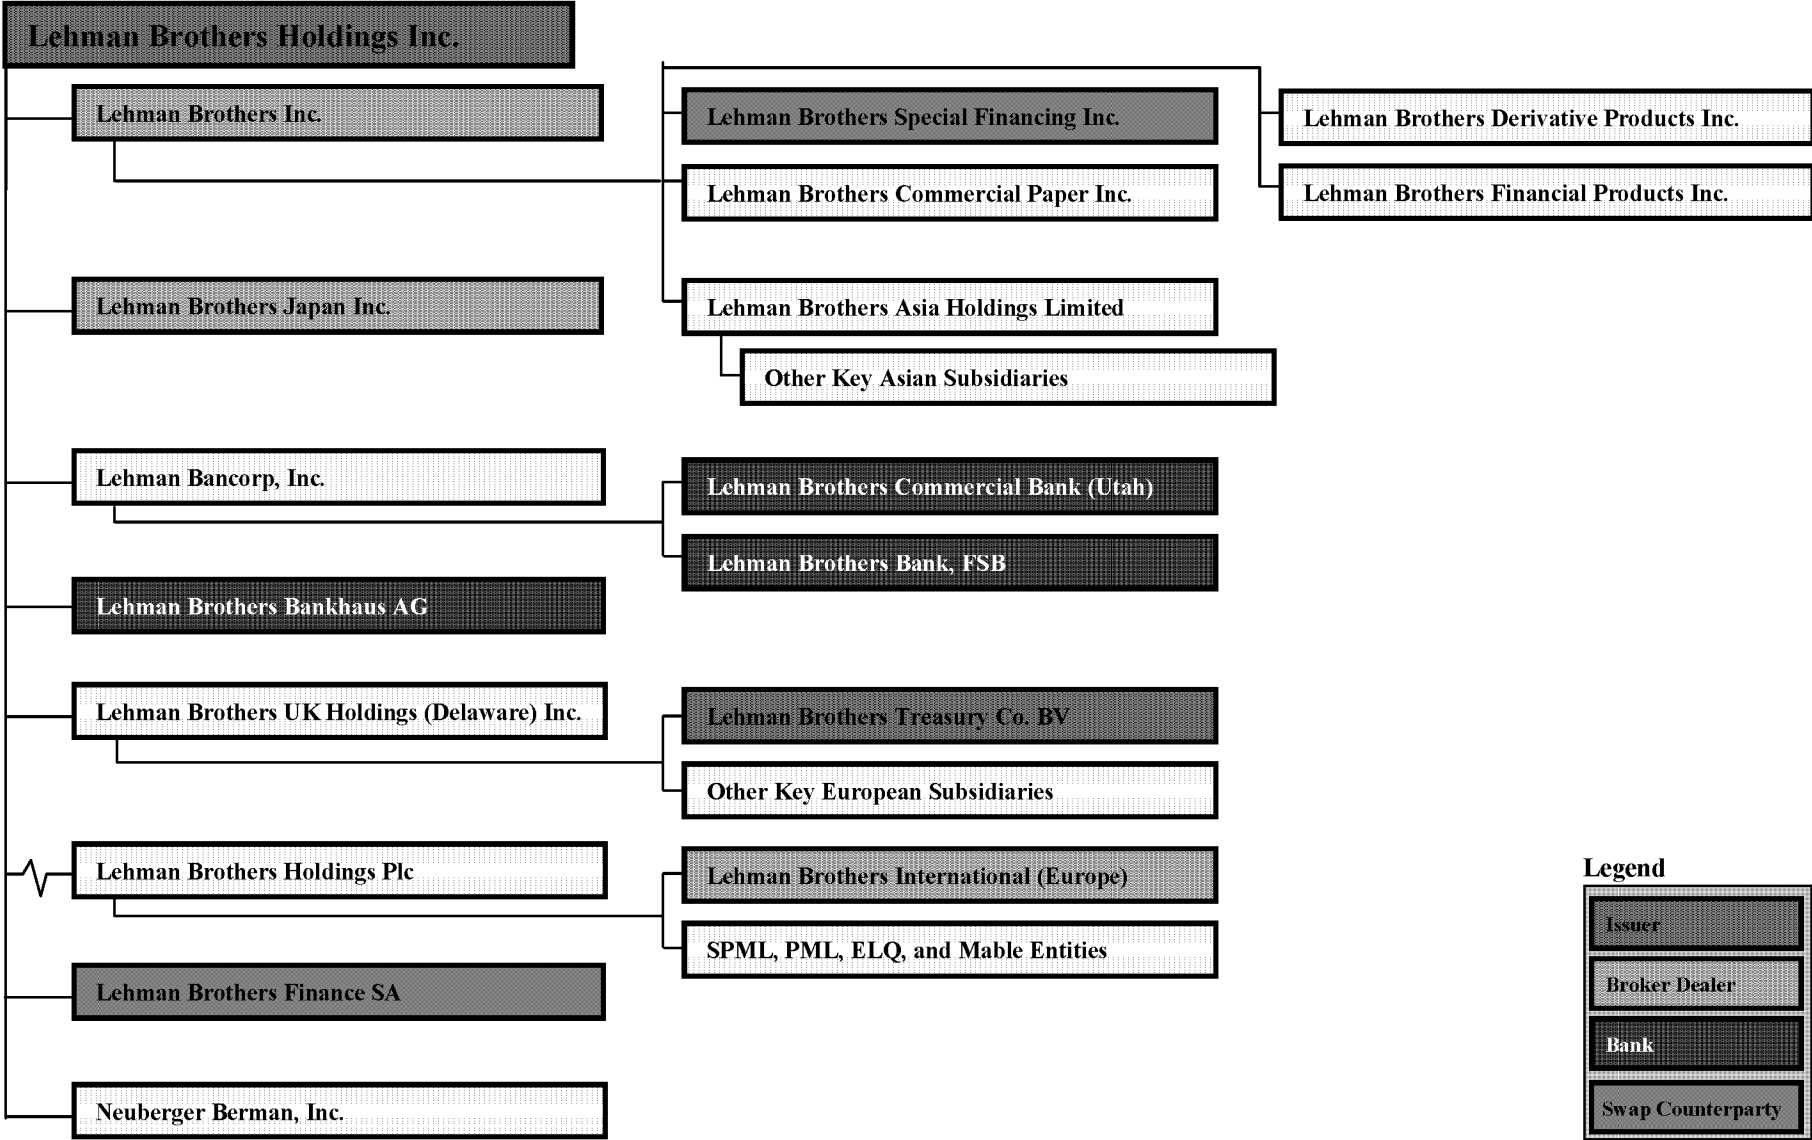 Lehman Brothers Holdings Inc.
Lehman Brothers Inc.
Lehman Brothers Special Financing Inc.
Lehman Brothers Derivative Products Inc.
Lehman Brothers Commercial Paper Inc.
Lehman Brothers Financial Products Inc.
Lehman Brothers Japan Inc.
Lehman Brothers Asia Holdings Limited
Other Key Asian Subsidiaries
Lehman Bancorp, Inc.
Lehman Brothers Commercial Bank (Utah)
Lehman Brothers Bank, FSB
Lehman Brothers Bankhaus AG
Lehman Brothers UK Holdings (Delaware) Inc.
Lehman Brothers Treasury Co. BV
Other Key European Subsidiaries
Lehman Brothers Holdings Plc
Lehman Brothers International (Europe)
SPML, PML, ELQ, and Mable Entities
Lehman Brothers Finance SA
Neuberger Berman, Inc.
Legend
Issuer
Broker Dealer
Bank
Swap Counterparty